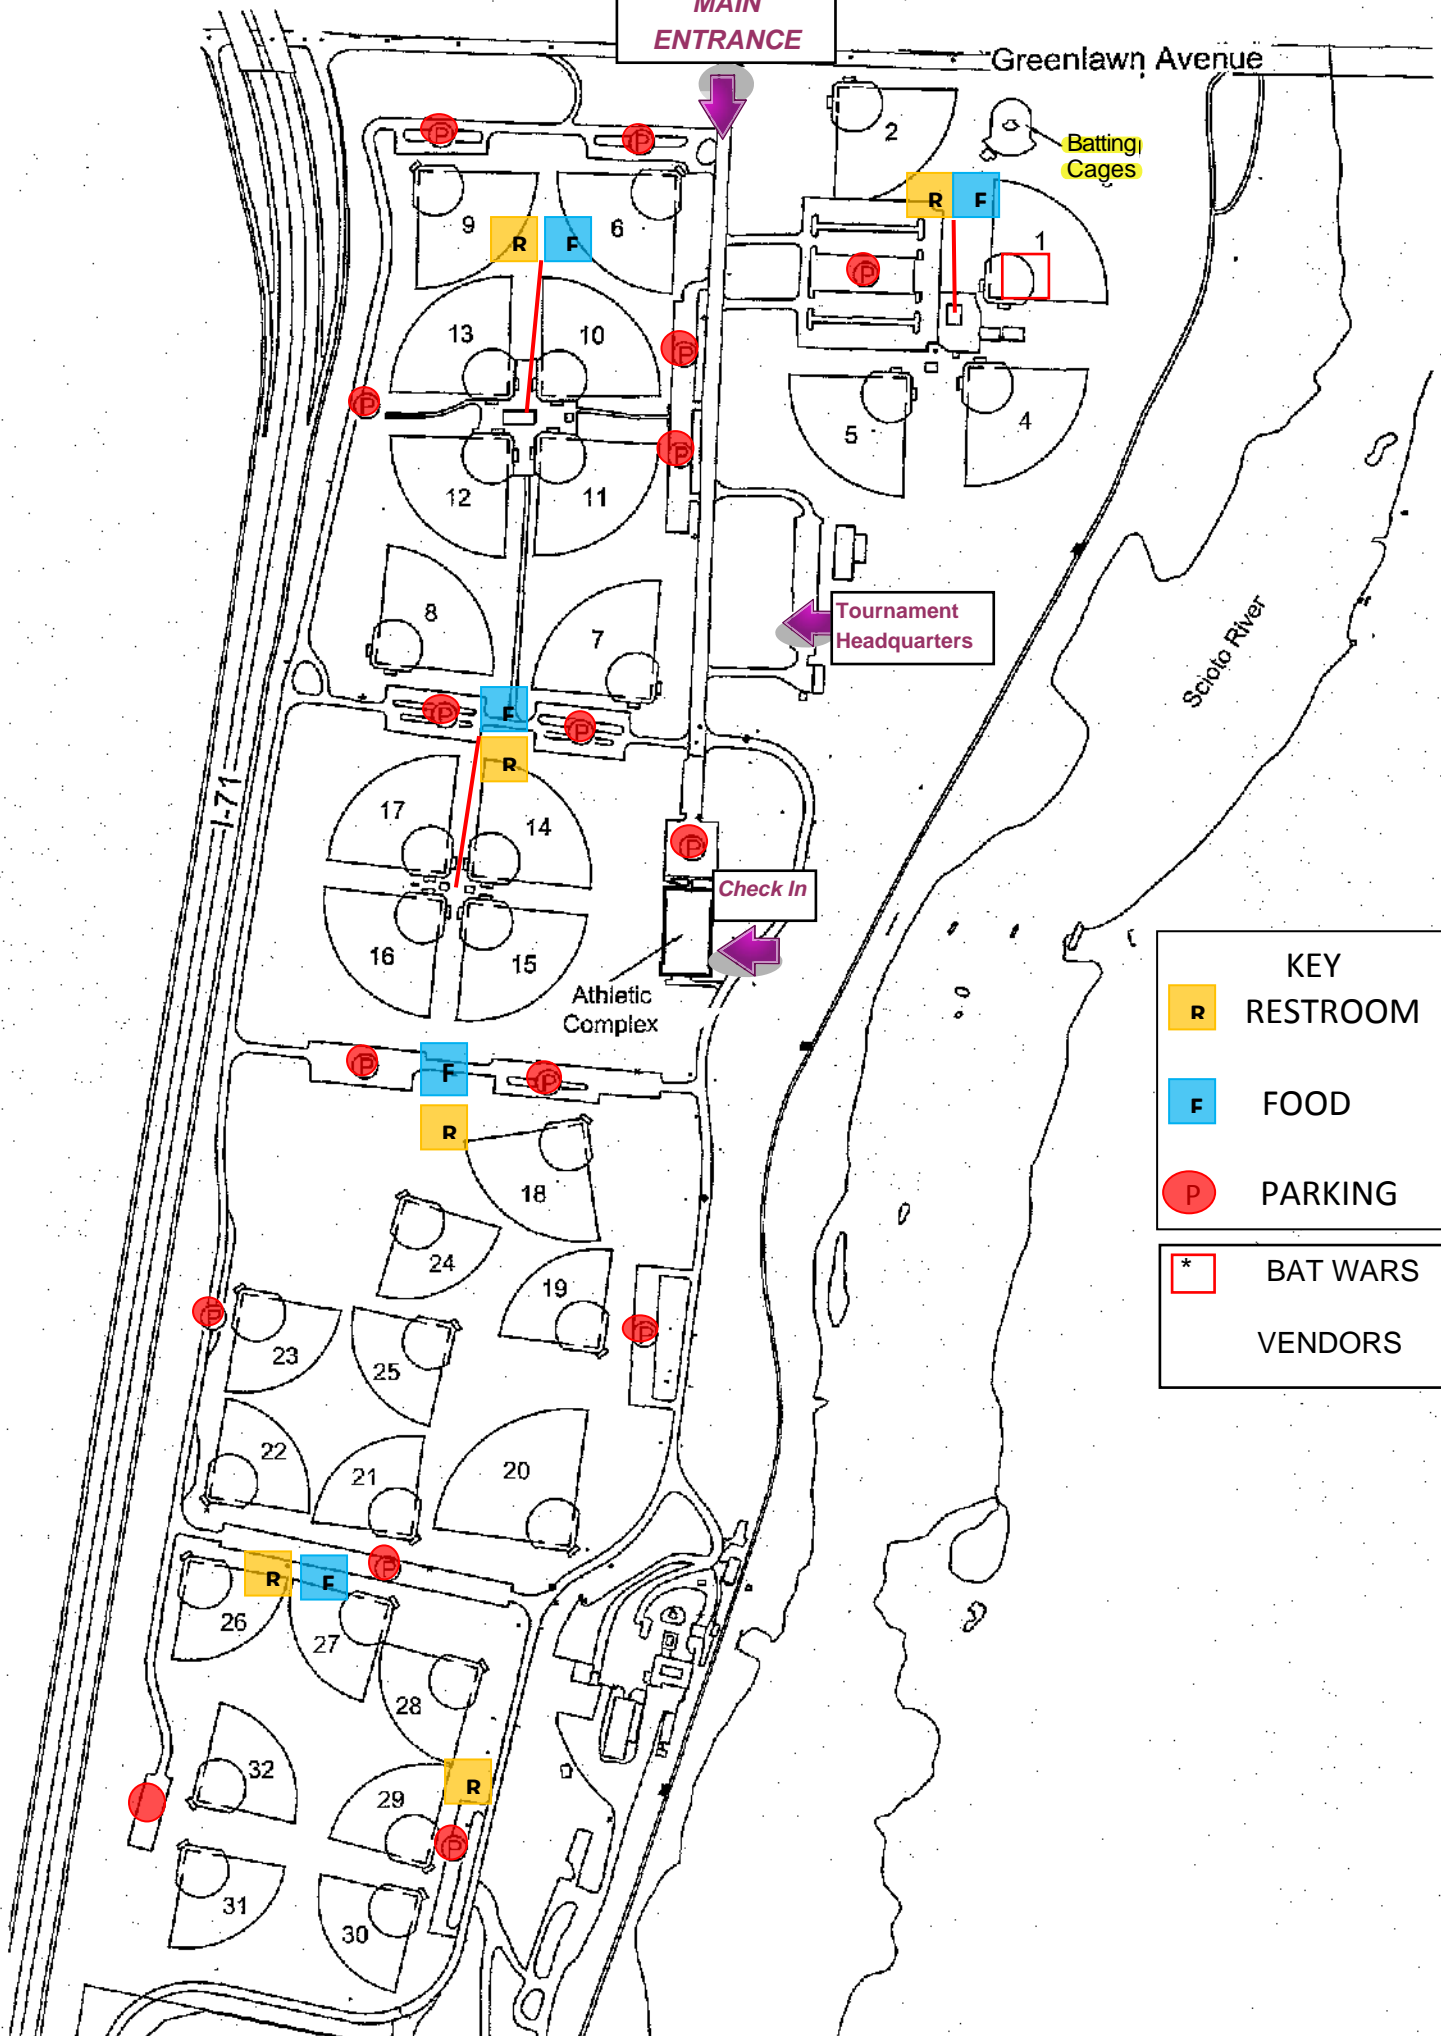 MAIN
ENTRANCE
Greenlawn Avenue
P
P
2
Batting
Cages
9
R
F
6
R
F
1
P
13
10
P
P
5
4
P
12
11
8
7
Tournament
Headquarters
Scioto River
P
F
P
R
I-71
17
14
P
Check In
16
15
Athletic
Complex
KEY
R RESTROOM
F FOOD
P PARKING
* BAT WARS
VENDORS
P
F
P
R
18
24
19
P
23
25
P
22
21
20
R
F
P
26
27
28
32
29
R
P
31
30